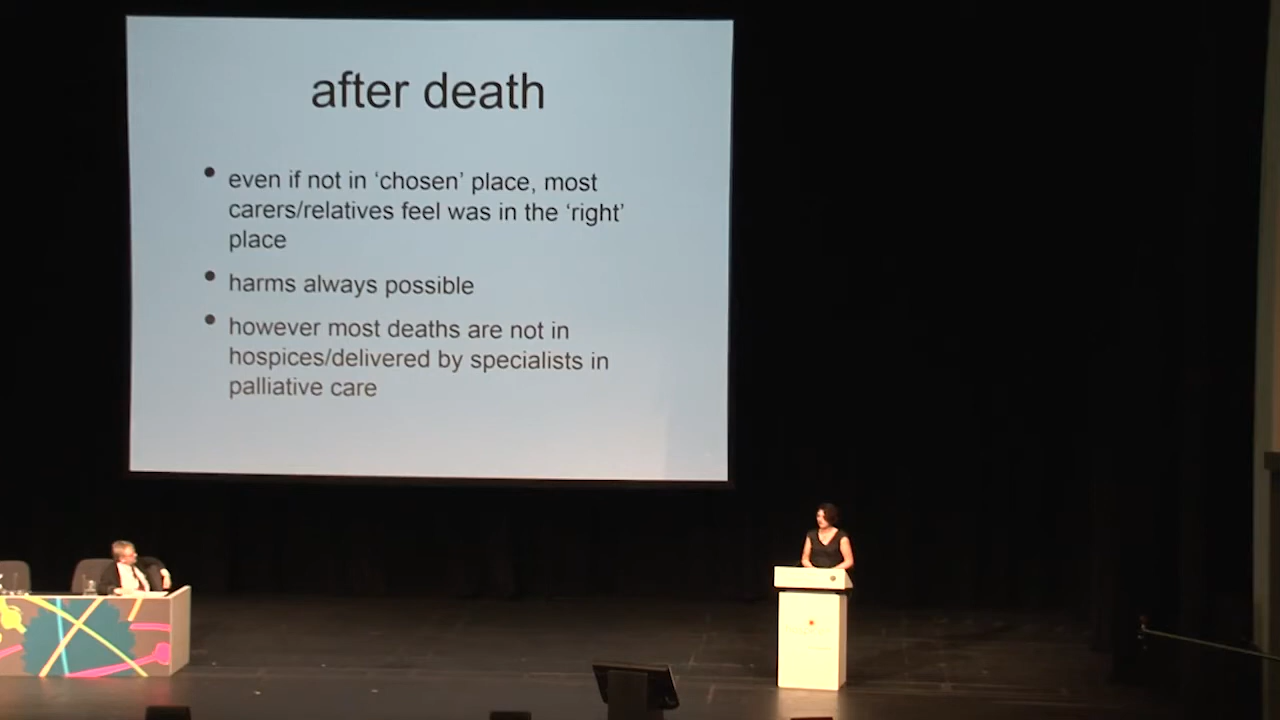 after death
• even if not in ‘chosen’ place, most
carers/relatives feel was in the ‘right’
place
• harms always possible
• however most deaths are not in
hospices/delivered by specialists in
palliative care